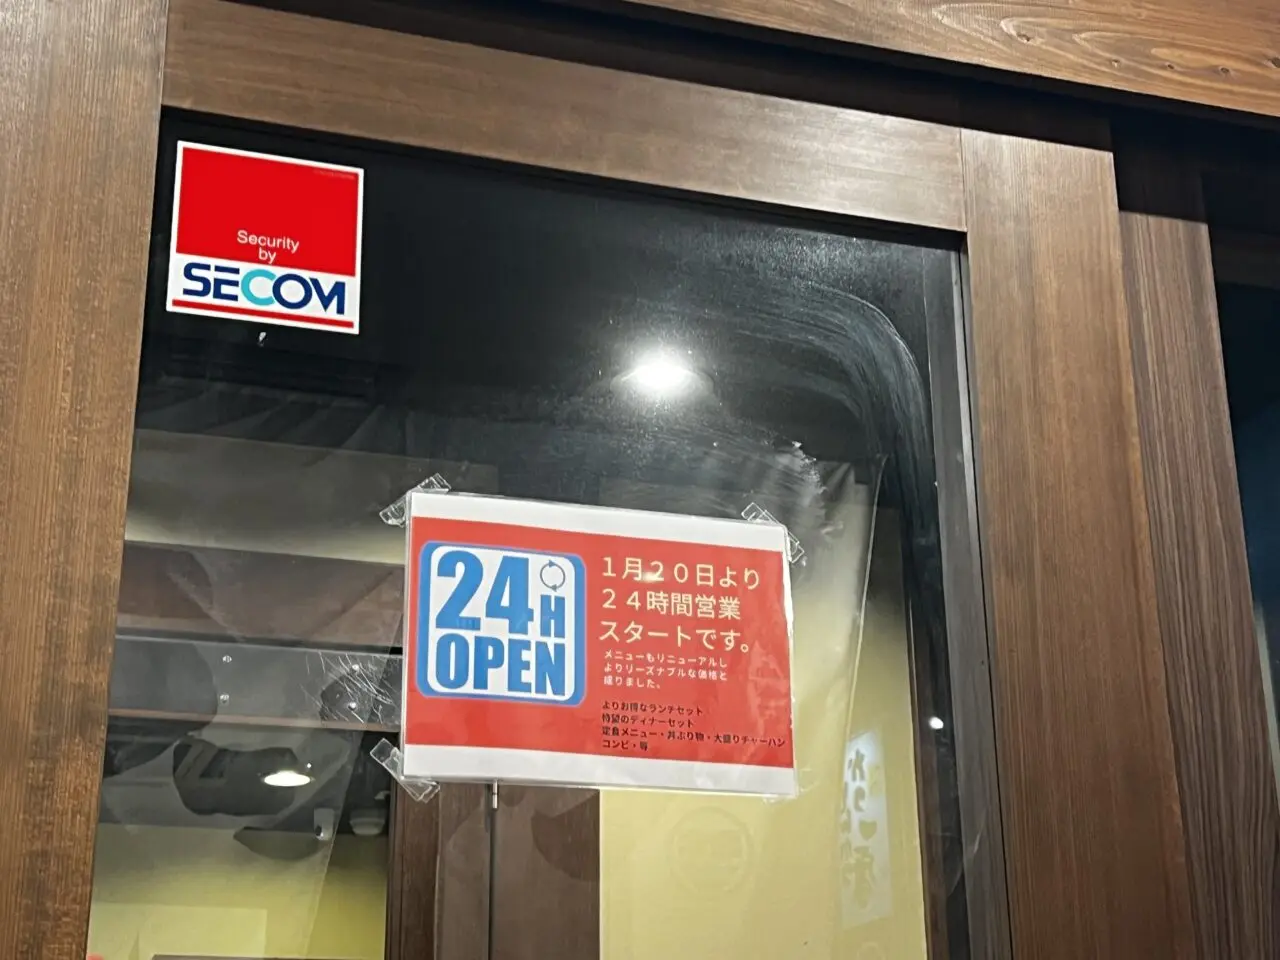 Security
by
SECOM
24H
OPEN
1月20日より
24時間営業
スタートです。
メニューもリニューアルし
よりリーズナブルな価格と
成りました。
よりお得なランチセット
待望のディナーセット
定食メニュー・丼ぶり物・大盛りチャーハン
コンビ・等